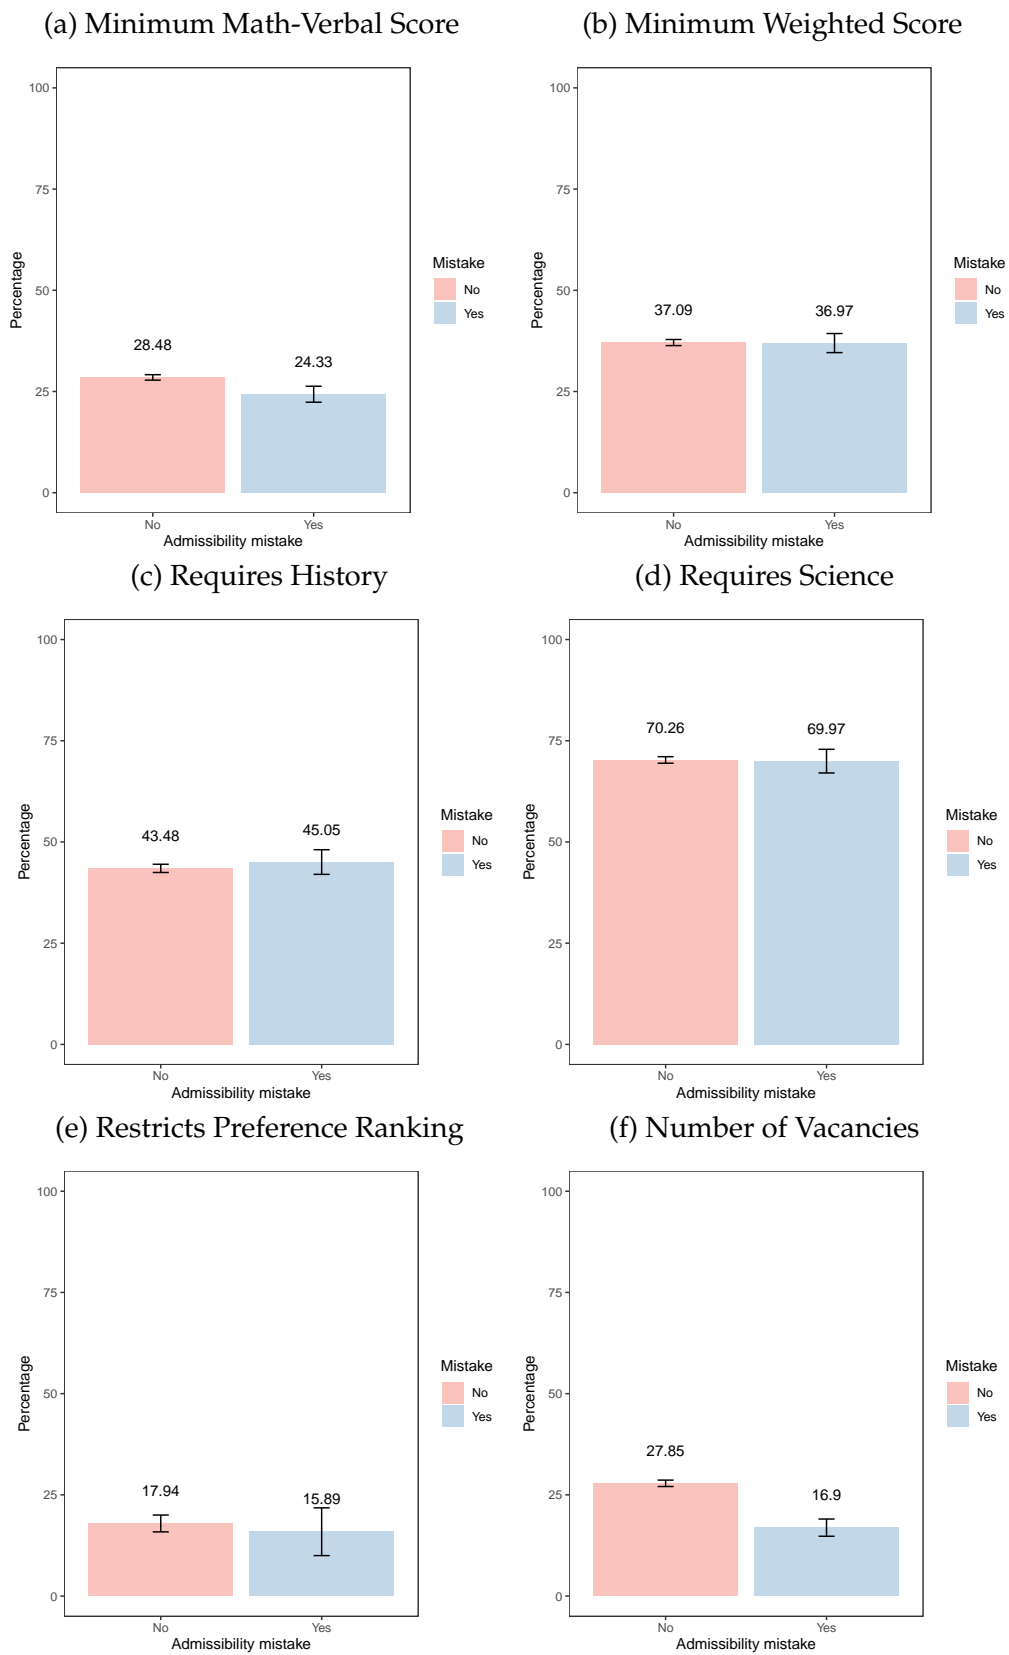 (a) Minimum Math-Verbal Score
100
75
50
25
0
Percentage
28.48
24.33
No
Yes
Admissibility mistake
Mistake
No
Yes
(b) Minimum Weighted Score
100
75
50
25
0
Percentage
37.09
36.97
No
Yes
Admissibility mistake
Mistake
No
Yes
(c) Requires History
100
75
50
25
0
Percentage
43.48
45.05
No
Yes
Admissibility mistake
Mistake
No
Yes
(d) Requires Science
100
75
50
25
0
Percentage
70.26
69.97
No
Yes
Admissibility mistake
Mistake
No
Yes
(e) Restricts Preference Ranking
100
75
50
25
0
Percentage
17.94
15.89
No
Yes
Admissibility mistake
Mistake
No
Yes
(f) Number of Vacancies
100
75
50
25
0
Percentage
27.85
16.9
No
Yes
Admissibility mistake
Mistake
No
Yes